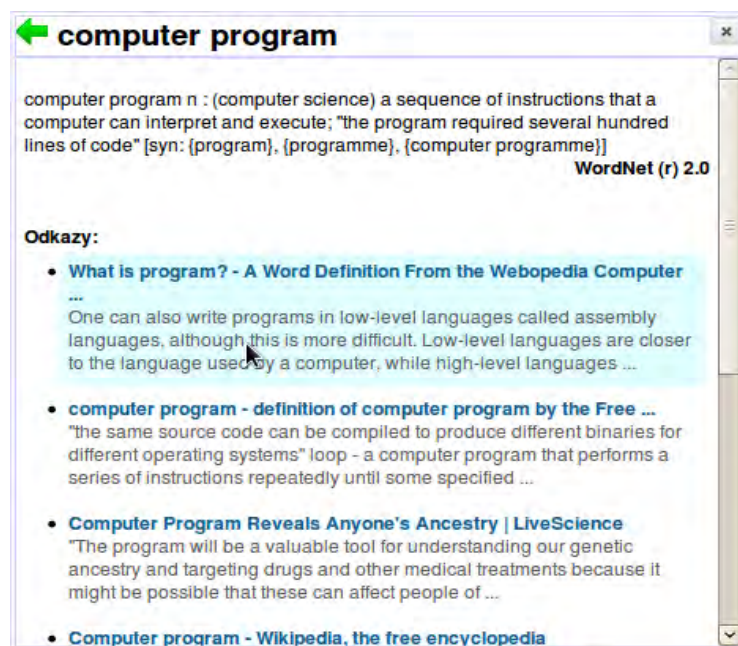 computer program
computer program n : (computer science) a sequence of instructions that a
computer can interpret and execute; "the program required several hundred
lines of code" [syn: {program}, {programme}, {computer programme}]
WordNet (r) 2.0
Odkazy:
• What is program? - A Word Definition From the Webopedia Computer
...
One can also write programs in low-level languages called assembly
languages, although this is more difficult. Low-level languages are closer
to the language used by a computer, while high-level languages ...
• computer program - definition of computer program by the Free ...
"the same source code can be compiled to produce different binaries for
different operating systems" loop - a computer program that performs a
series of instructions repeatedly until some specified ...
• Computer Program Reveals Anyone's Ancestry | LiveScience
"The program will be a valuable tool for understanding our genetic
ancestry and targeting drugs and other medical treatments because it
might be possible that these can affect people of ...
• Computer program - Wikipedia, the free encyclopedia